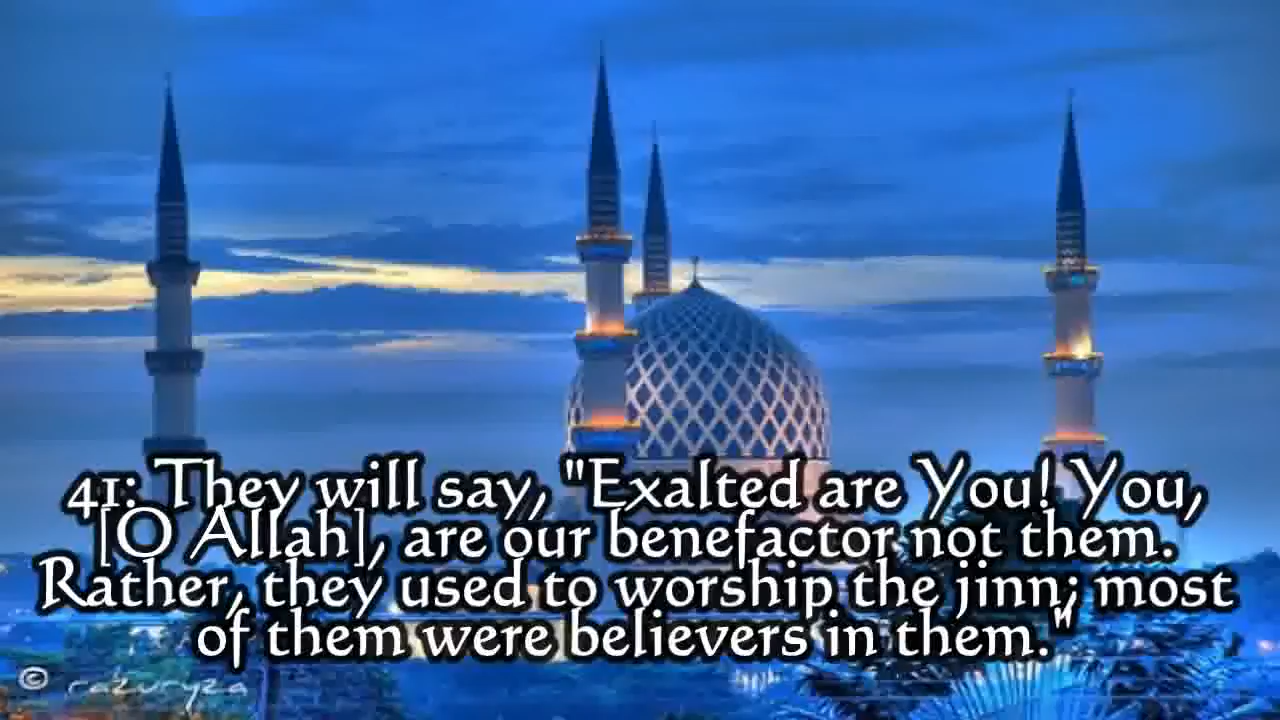 41: They will say, "Exalted are You! You,
[O Allah], are our benefactor not them.
Rather, they used to worship the jinn; most
of them were believers in them."
© razuryza